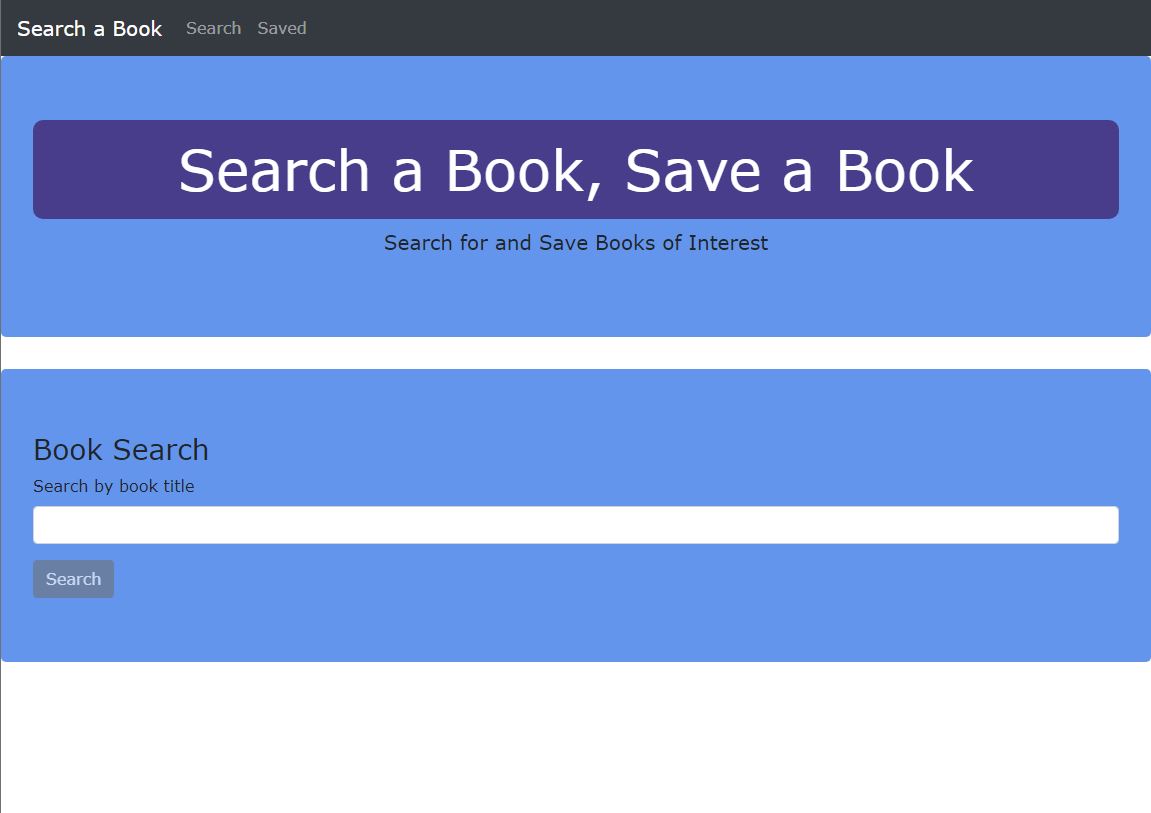 Search a Book Search Saved
Search a Book, Save a Book
Search for and Save Books of Interest
Book Search
Search by book title
Search